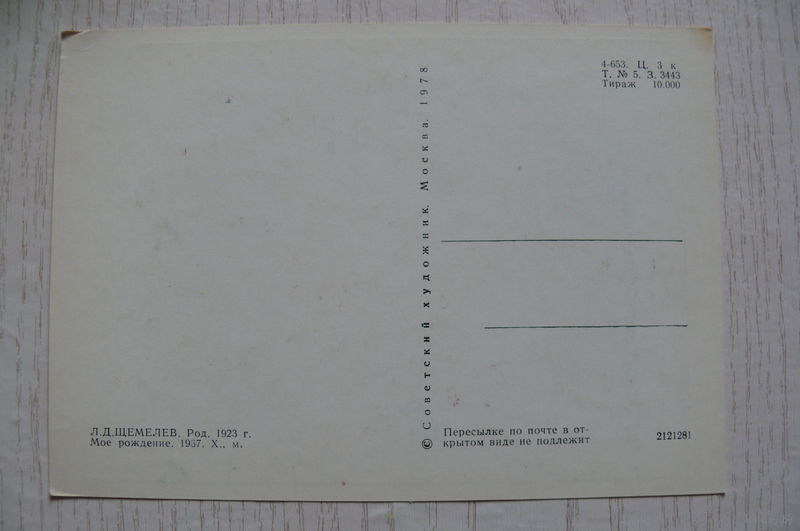 4-653. Ц. 3 к
Т. № 5. З. 3443
Тираж 10.000
© Советский художник. Москва. 1978
Л.Д.ЩЕМЕЛЕВ, Род. 1923 г.
Мое рождение. 1967. Х., м.
Пересылке по почте в от-
крытом виде не подлежит
2121281